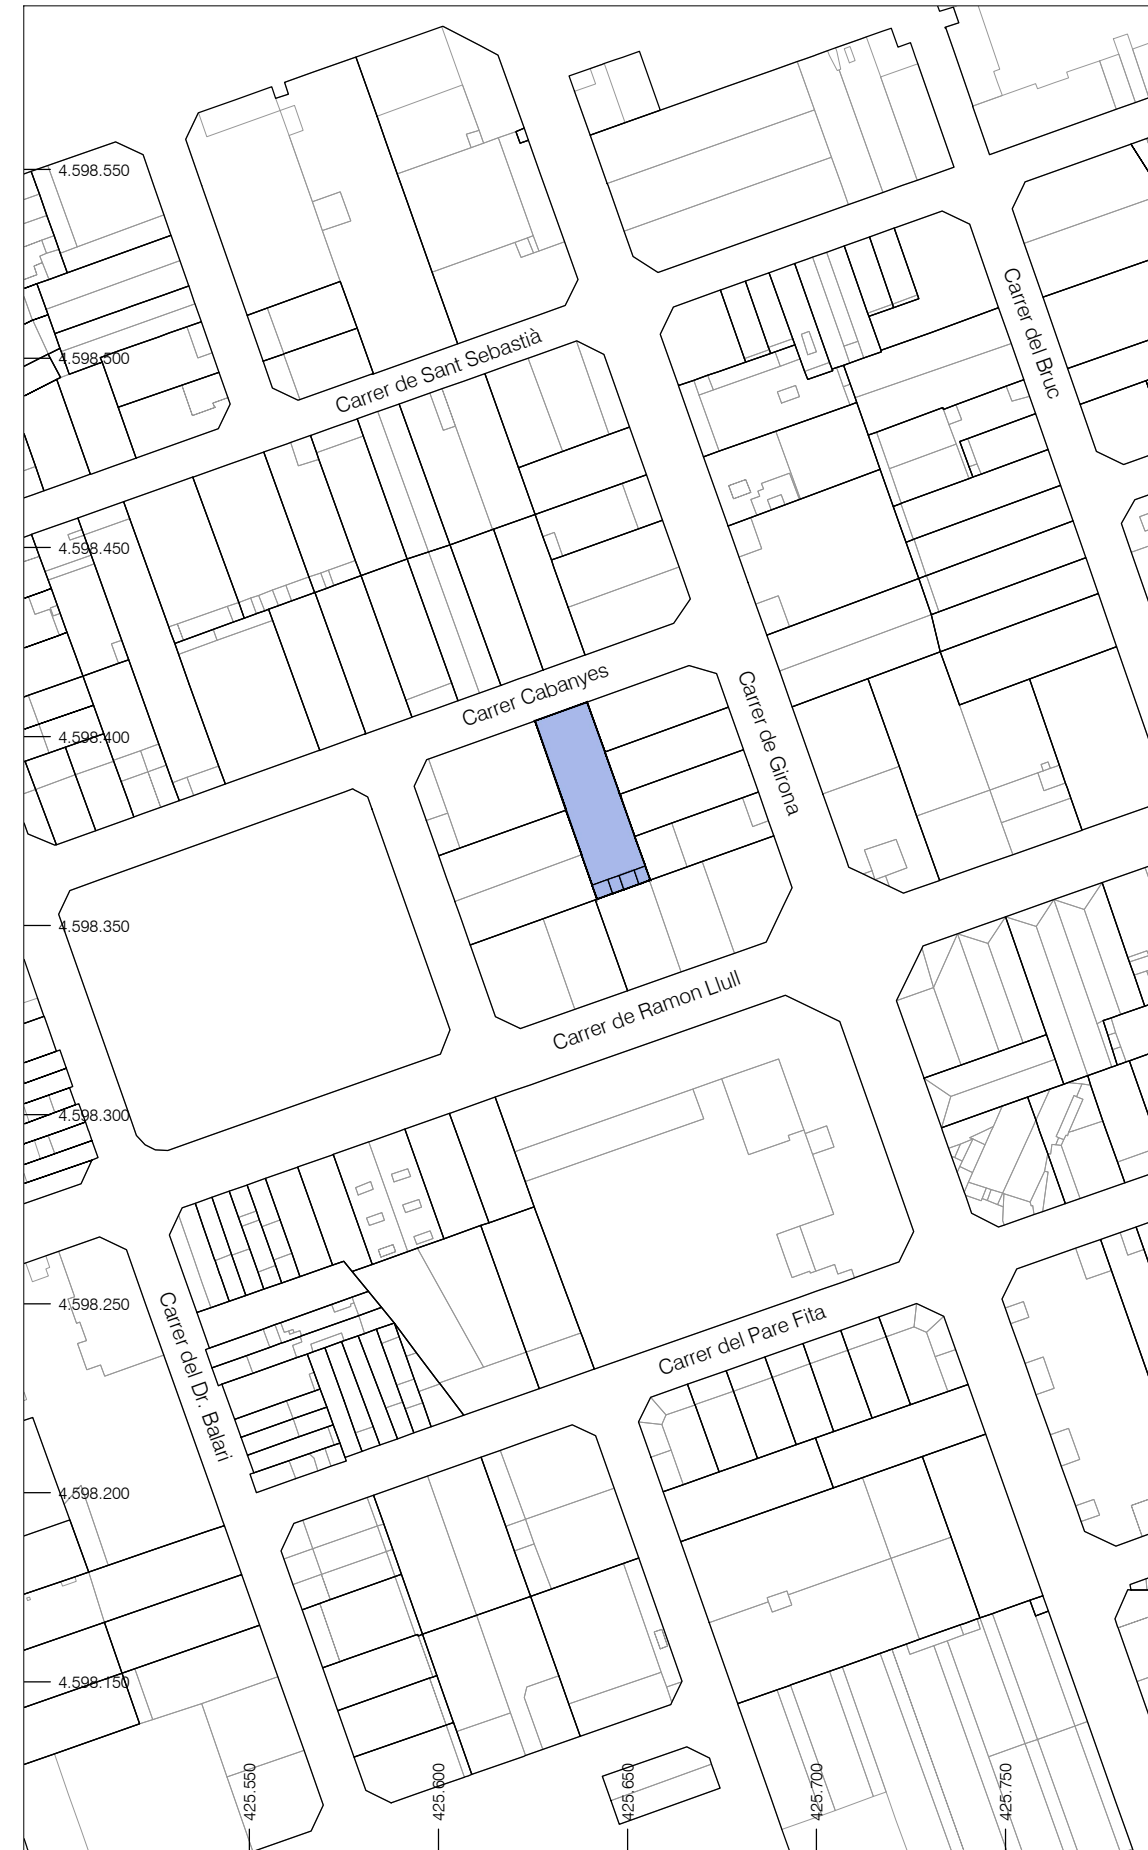 4.598.550
Carrer del Bruc
Carrer de Sant Sebastià
4.598.500
4.598.450
Carrer Cabanyes
Carrer de Girona
4.598.400
4.598.350
Carrer de Ramon Llull
4.598.300
4.598.250
Carrer del Dr. Balari
Carrer del Pare Fita
4.598.200
4.598.150
425.550
425.600
425.650
425.700
425.750